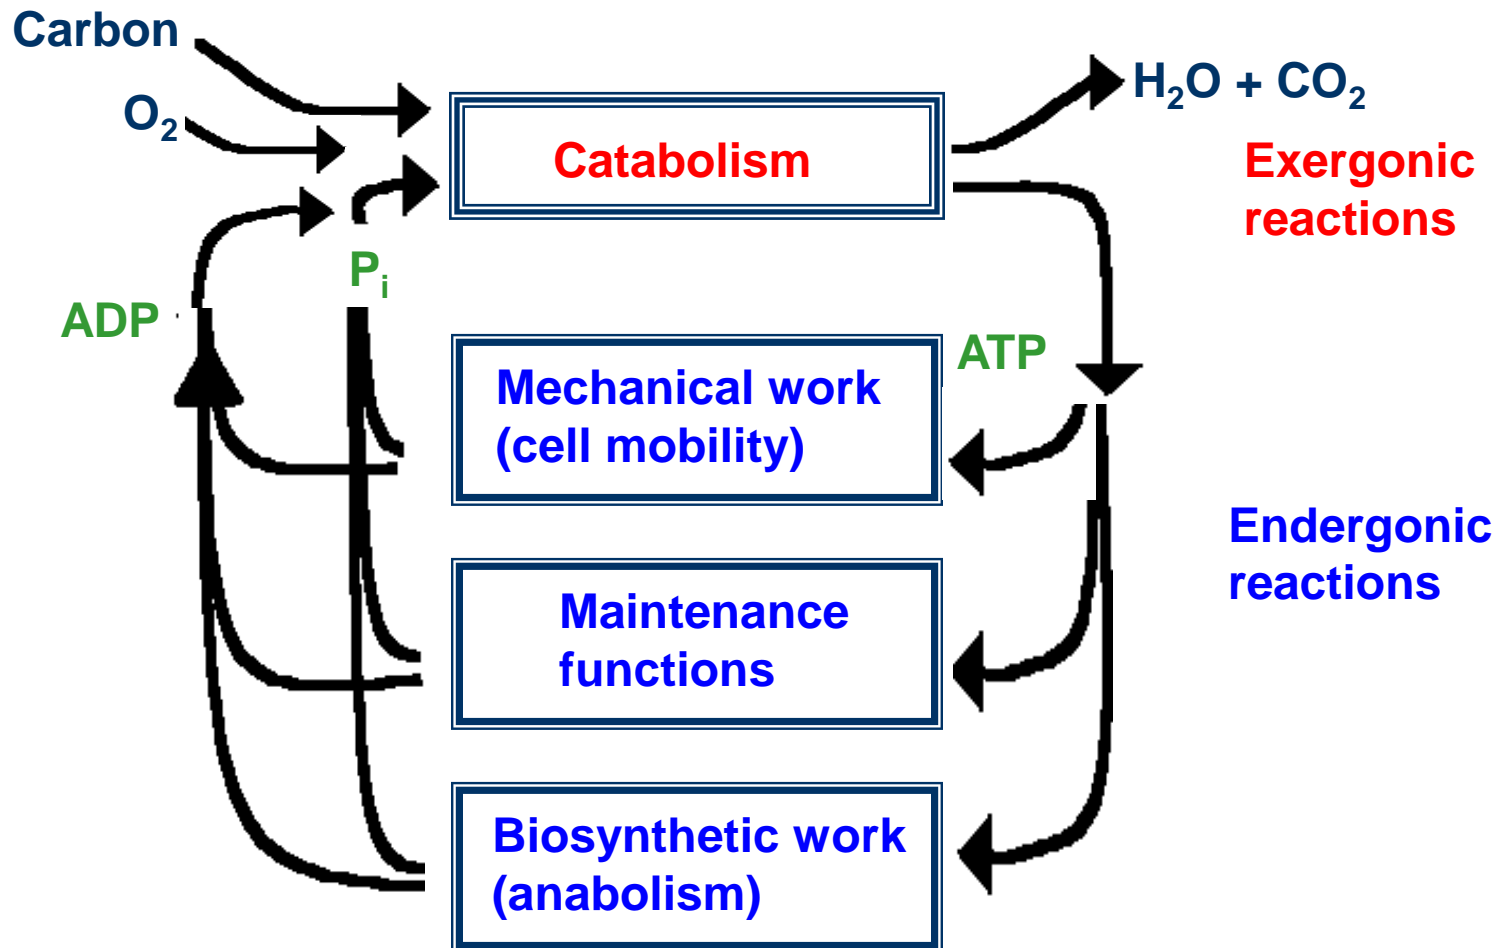 Carbon
H₂O + CO₂
O₂
Catabolism
Exergonic
reactions
Pᵢ
ADP
ATP
Mechanical work
(cell mobility)
Endergonic
reactions
Maintenance
functions
Biosynthetic work
(anabolism)